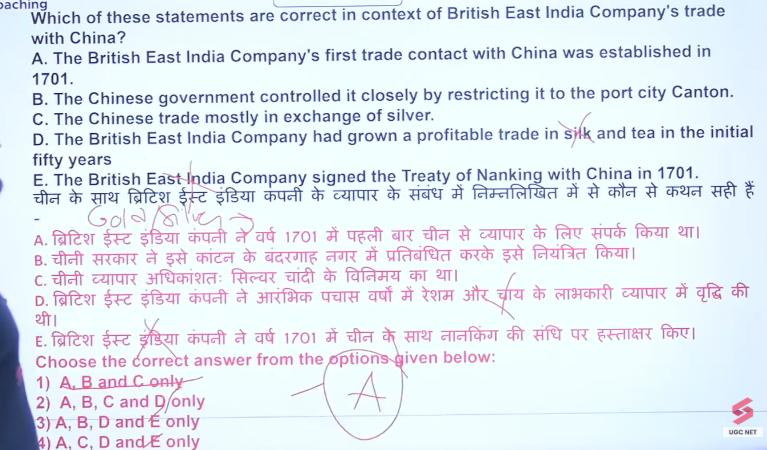 oaching
Which of these statements are correct in context of British East India Company's trade
with China?
A. The British East India Company's first trade contact with China was established in
1701.
B. The Chinese government controlled it closely by restricting it to the port city Canton.
C. The Chinese trade mostly in exchange of silver.
D. The British East India Company had grown a profitable trade in silk and tea in the initial
fifty years
E. The British East India Company signed the Treaty of Nanking with China in 1701.
चीन के साथ ब्रिटिश ईस्ट इंडिया कंपनी के व्यापार के संबंध में निम्नलिखित में से कौन से कथन सही हैं
-
Gold/Silver
A. ब्रिटिश ईस्ट इंडिया कंपनी ने वर्ष 1701 में पहली बार चीन से व्यापार के लिए संपर्क किया था।
B. चीनी सरकार ने इसे कांटन के बंदरगाह नगर में प्रतिबंधित करके इसे नियंत्रित किया।
C. चीनी व्यापार अधिकांशतः सिल्वर चांदी के विनिमय का था।
D. ब्रिटिश ईस्ट इंडिया कंपनी ने आरंभिक पचास वर्षों में रेशम और चाय के लाभकारी व्यापार में वृद्धि की
थी।
E. ब्रिटिश ईस्ट इंडिया कंपनी ने वर्ष 1701 में चीन के साथ नानकिंग की संधि पर हस्ताक्षर किए।
Choose the correct answer from the options given below:
1) A, B and C only
2) A, B, C and D only
3) A, B, D and E only
4) A, C, D and E only
A
UGC NET